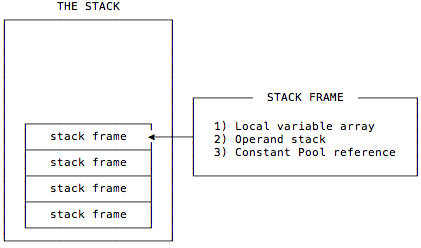 THE STACK
stack frame
stack frame
stack frame
stack frame
STACK FRAME
1) Local variable array
2) Operand stack
3) Constant Pool reference